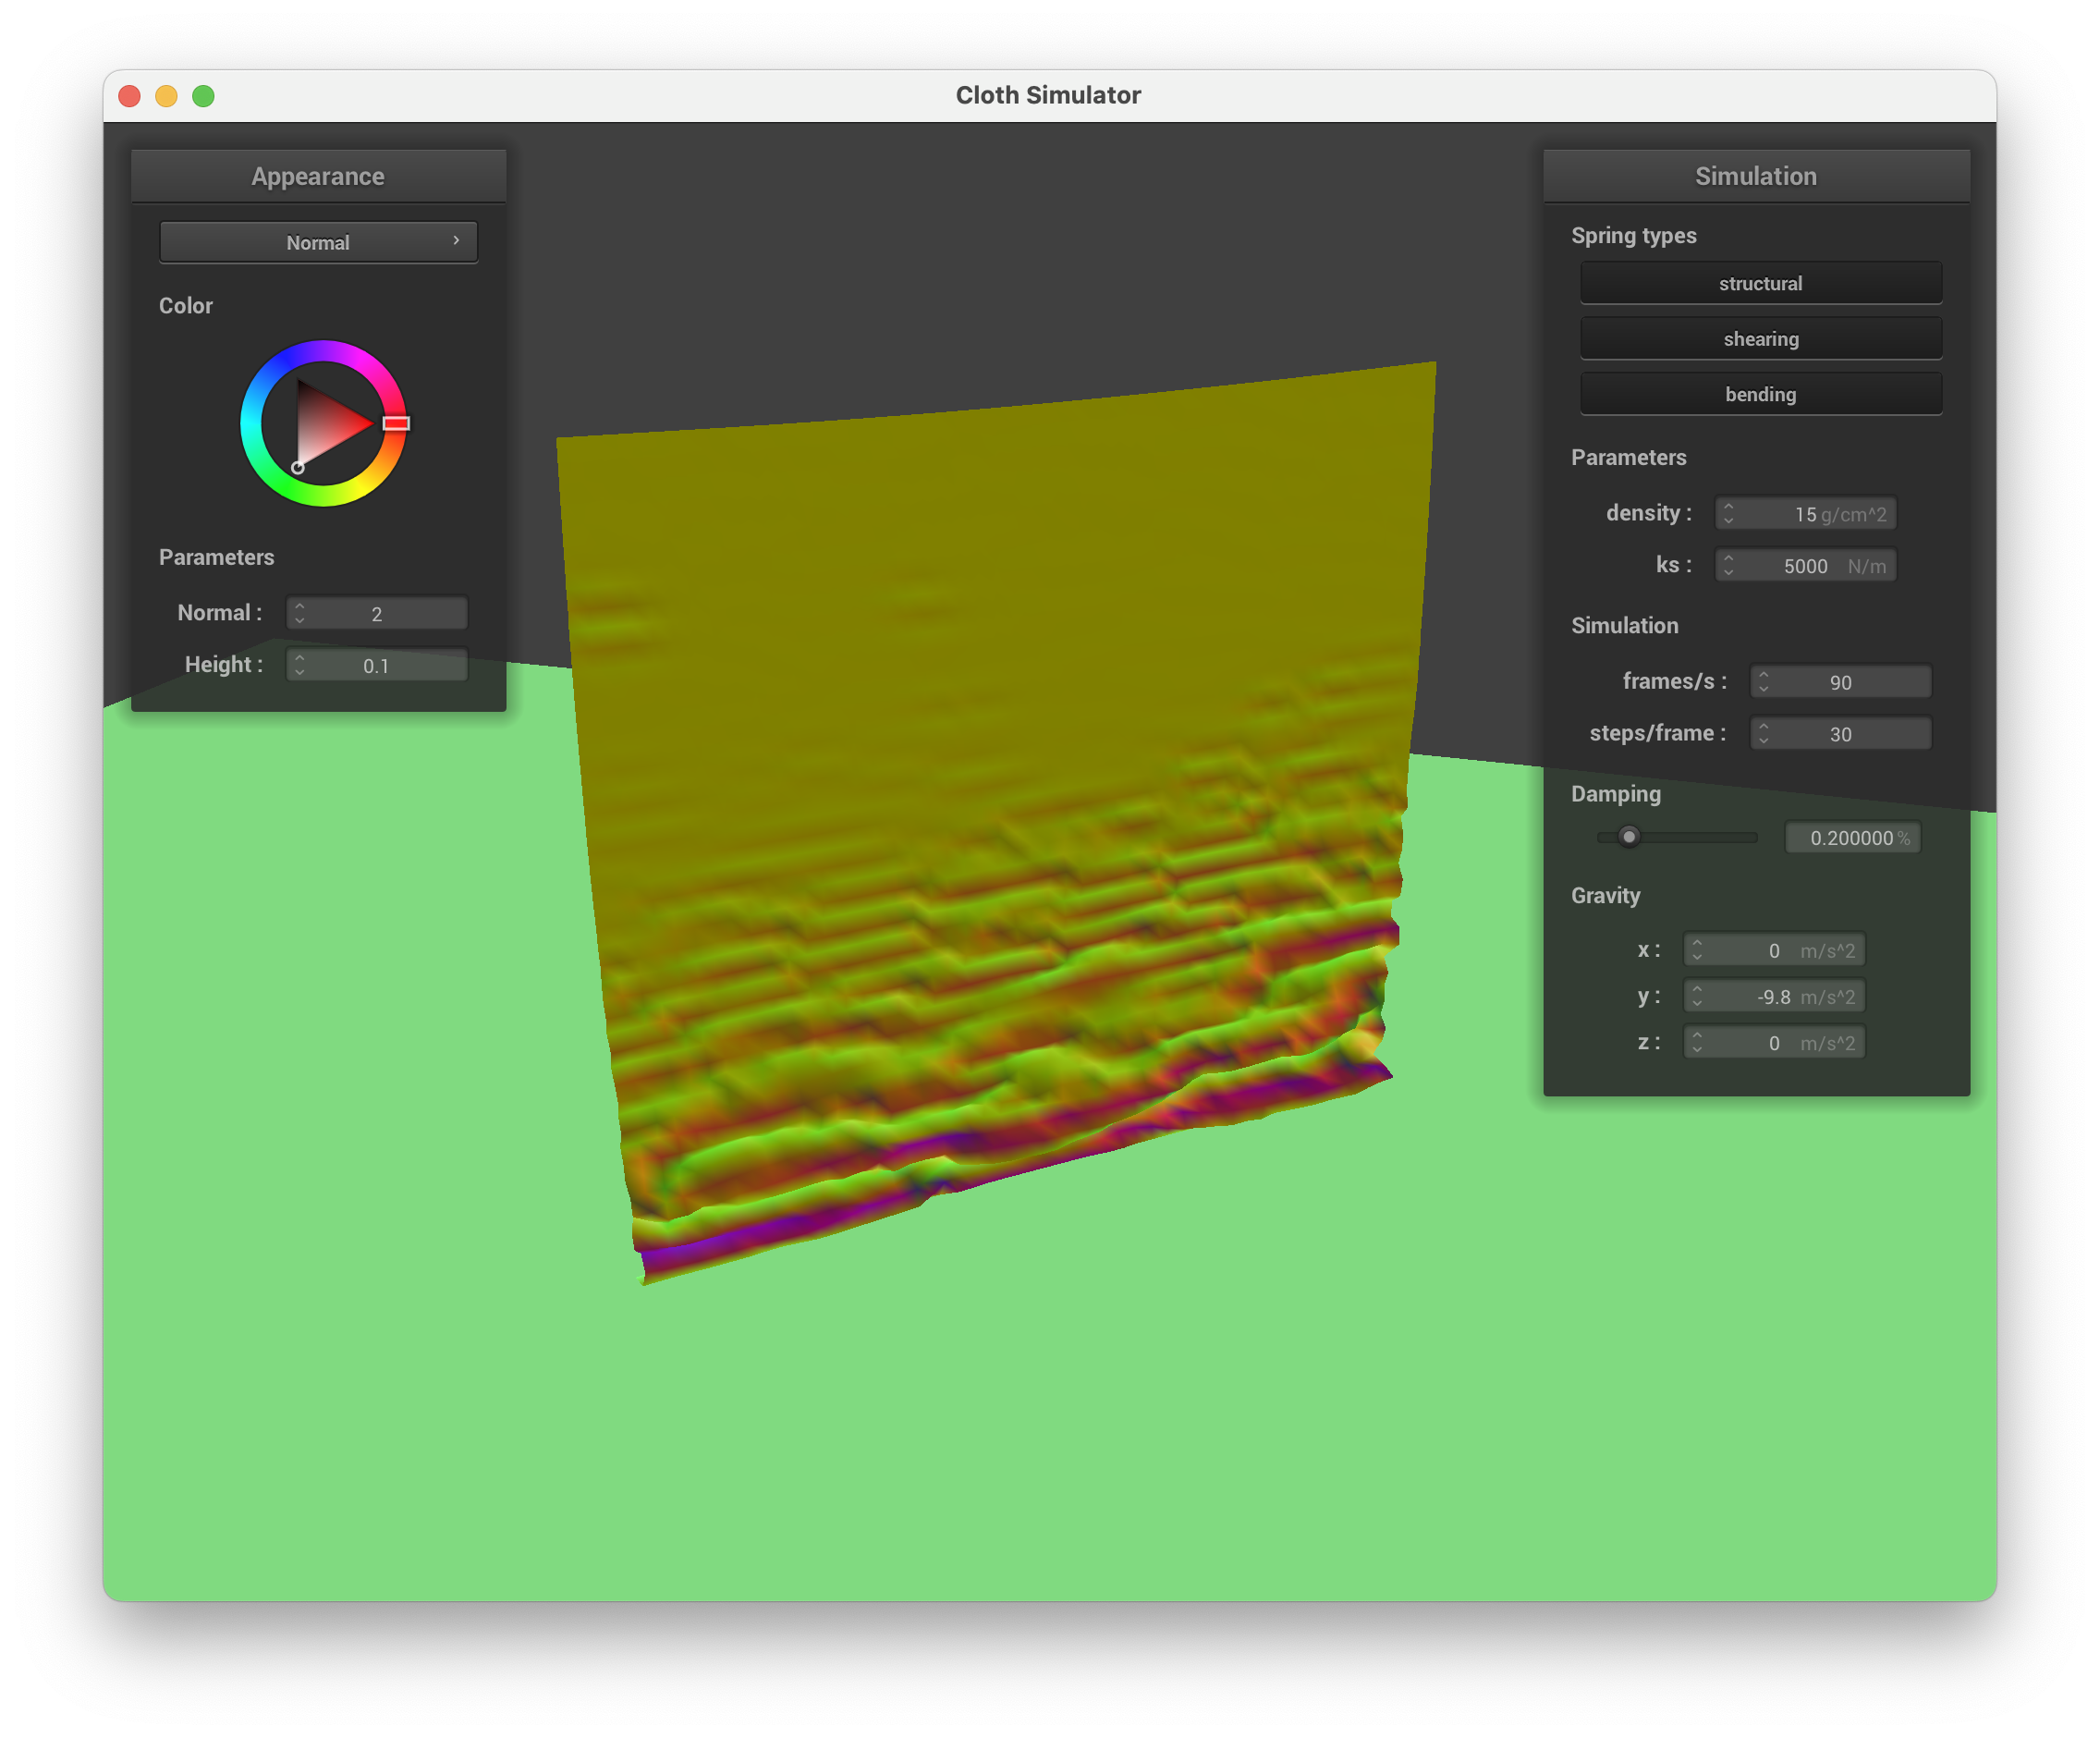 Cloth Simulator
Appearance
Normal
Color
Parameters
Normal : 2
Height : 0.1
Simulation
Spring types
structural
shearing
bending
Parameters
density : 15 g/cm^2
ks : 5000 N/m
Simulation
frames/s : 90
steps/frame : 30
Damping
0.200000 %
Gravity
x : 0 m/s^2
y : -9.8 m/s^2
z : 0 m/s^2